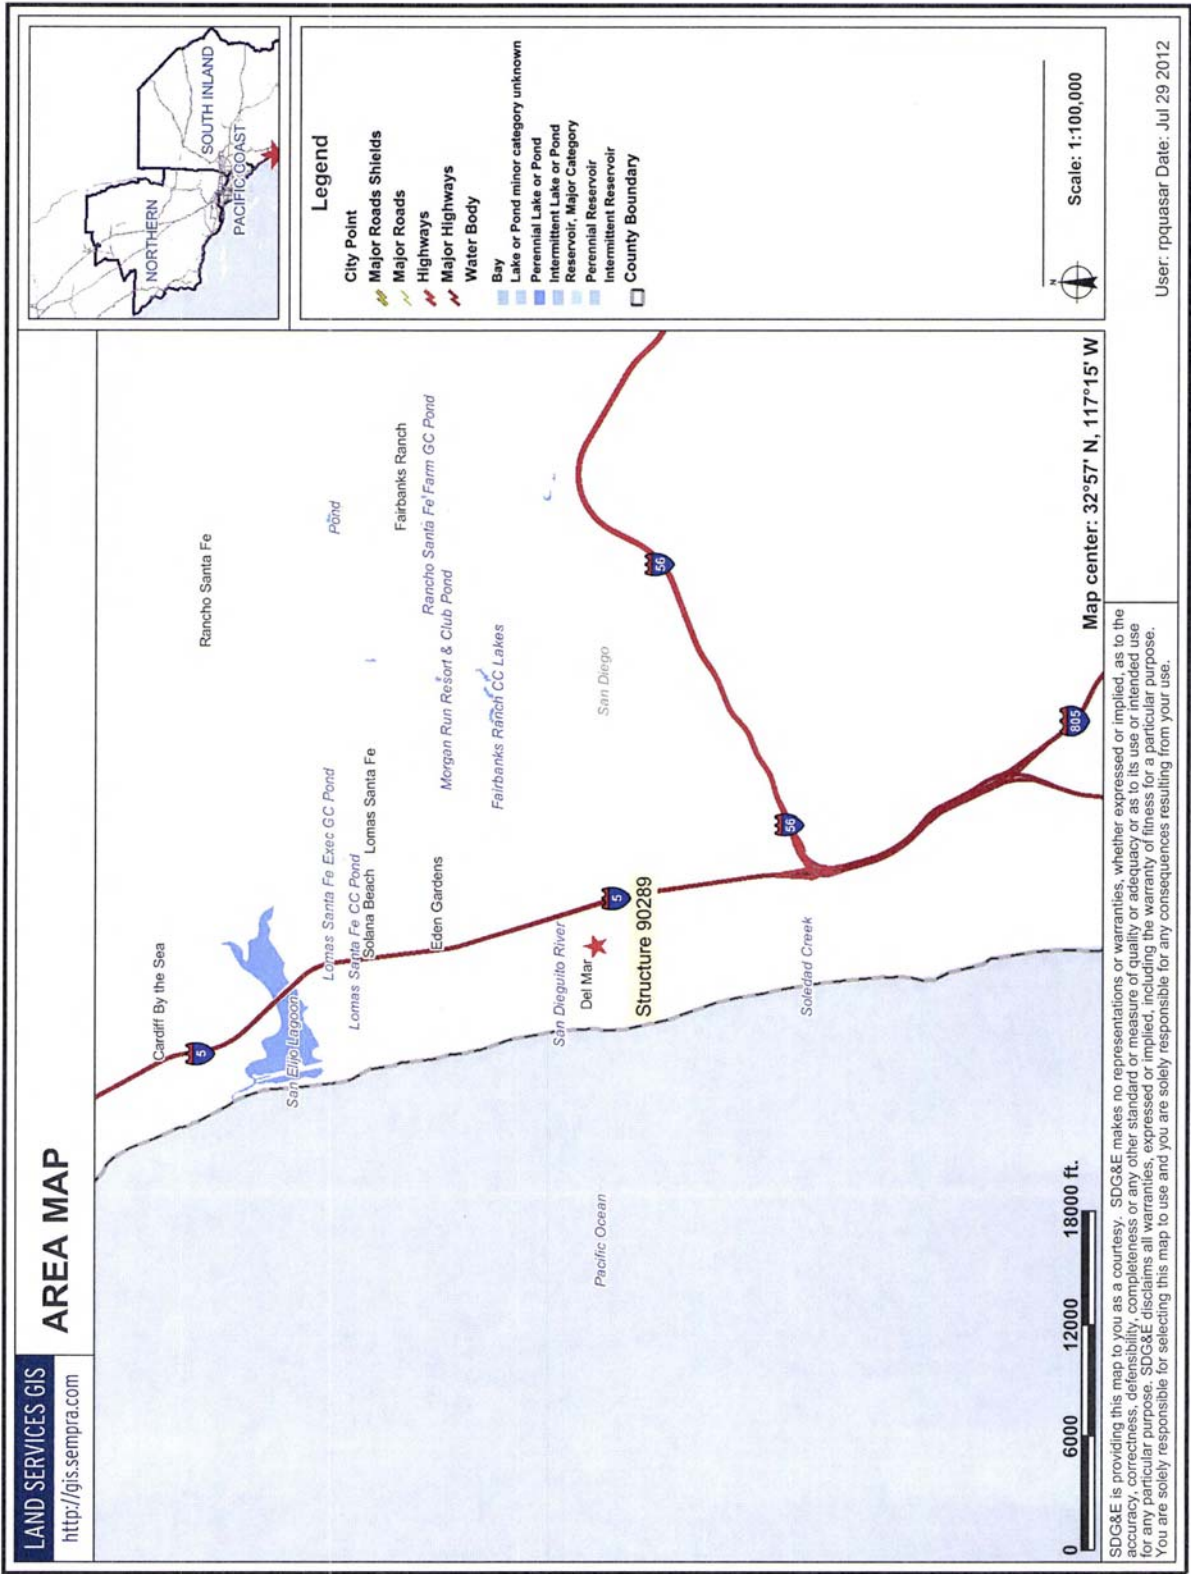 LAND SERVICES GIS
http://gis.sempra.com
AREA MAP
NORTHERN
SOUTH INLAND
PACIFIC COAST
Legend
City Point
Major Roads Shields
Major Roads
Highways
Major Highways
Water Body
Bay
Lake or Pond minor category unknown
Perennial Lake or Pond
Intermittent Lake or Pond
Reservoir, Major Category
Perennial Reservoir
Intermittent Reservoir
County Boundary
N
Scale: 1:100,000
Cardiff By the Sea
Rancho Santa Fe
5
San Elijo Lagoon
Lomas Santa Fe Exec GC Pond
Pond
Lomas Santa Fe CC Pond
Solana Beach
Lomas Santa Fe
Fairbanks Ranch
Rancho Santa Fe Farm GC Pond
Eden Gardens
Morgan Run Resort & Club Pond
Fairbanks Ranch CC Lakes
San Dieguito River
Del Mar
5
San Diego
Pacific Ocean
Structure 90289
56
56
Soledad Creek
805
0 6000 12000 18000 ft.
Map center: 32°57' N, 117°15' W
SDG&E is providing this map to you as a courtesy. SDG&E makes no representations or warranties, whether expressed or implied, as to the
accuracy, correctness, defensibility, completeness or any other standard or measure of quality or adequacy or as to its use or intended use
for any particular purpose. SDG&E disclaims all warranties, expressed or implied, including the warranty of fitness for a particular purpose.
You are solely responsible for selecting this map to use and you are solely responsible for any consequences resulting from your use.
User: rpquasar Date: Jul 29 2012